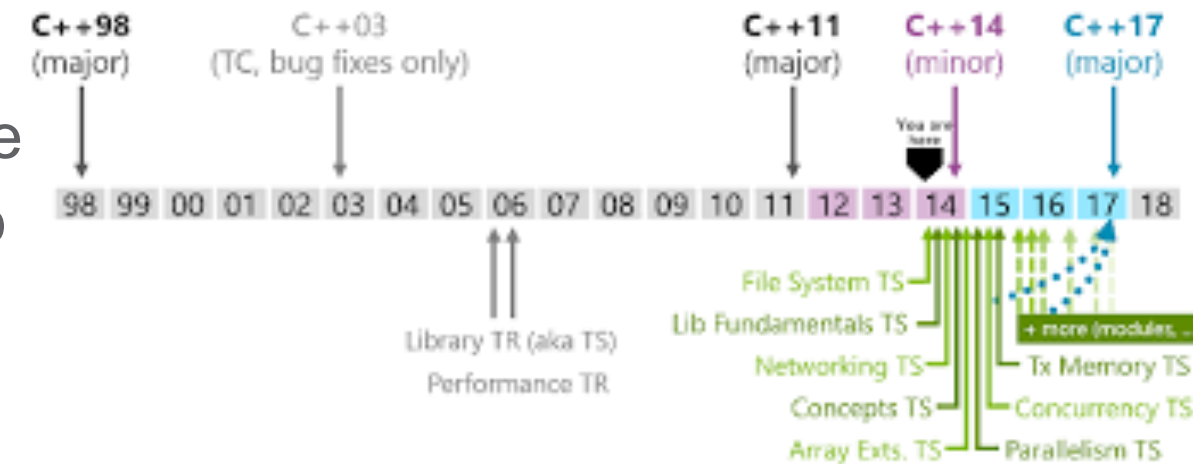 C++98
(major)
C++03
(TC, bug fixes only)
C++11
(major)
C++14
(minor)
C++17
(major)
e
You are
here
98 99 00 01 02 03 04 05 06 07 08 09 10 11 12 13 14 15 16 17 18
File System TS
Lib Fundamentals TS
+ more (modules, ...
Library TR (aka TS)
Networking TS
Tx Memory TS
Performance TR
Concepts TS
Concurrency TS
Array Exts. TS
Parallelism TS